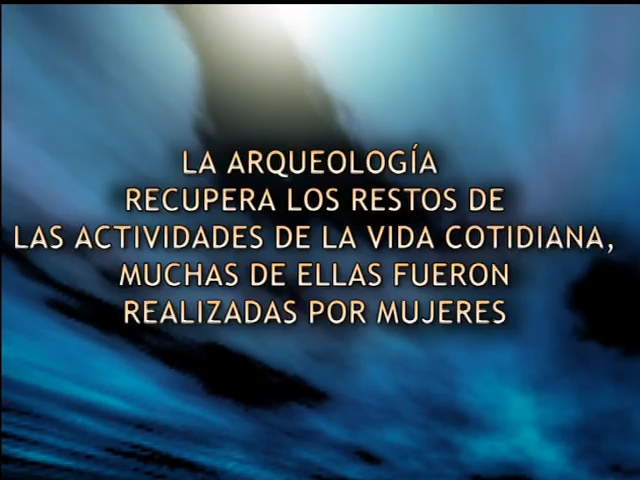 LA ARQUEOLOGÍA
RECUPERA LOS RESTOS DE
LAS ACTIVIDADES DE LA VIDA COTIDIANA,
MUCHAS DE ELLAS FUERON
REALIZADAS POR MUJERES